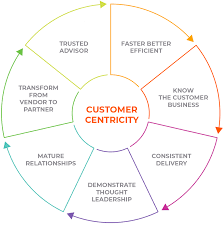 TRUSTED
ADVISOR
FASTER BETTER
EFFICIENT
TRANSFORM
FROM
VENDOR TO
PARTNER
KNOW
THE CUSTOMER
BUSINESS
CUSTOMER
CENTRICITY
MATURE
RELATIONSHIPS
CONSISTENT
DELIVERY
DEMONSTRATE
THOUGHT
LEADERSHIP